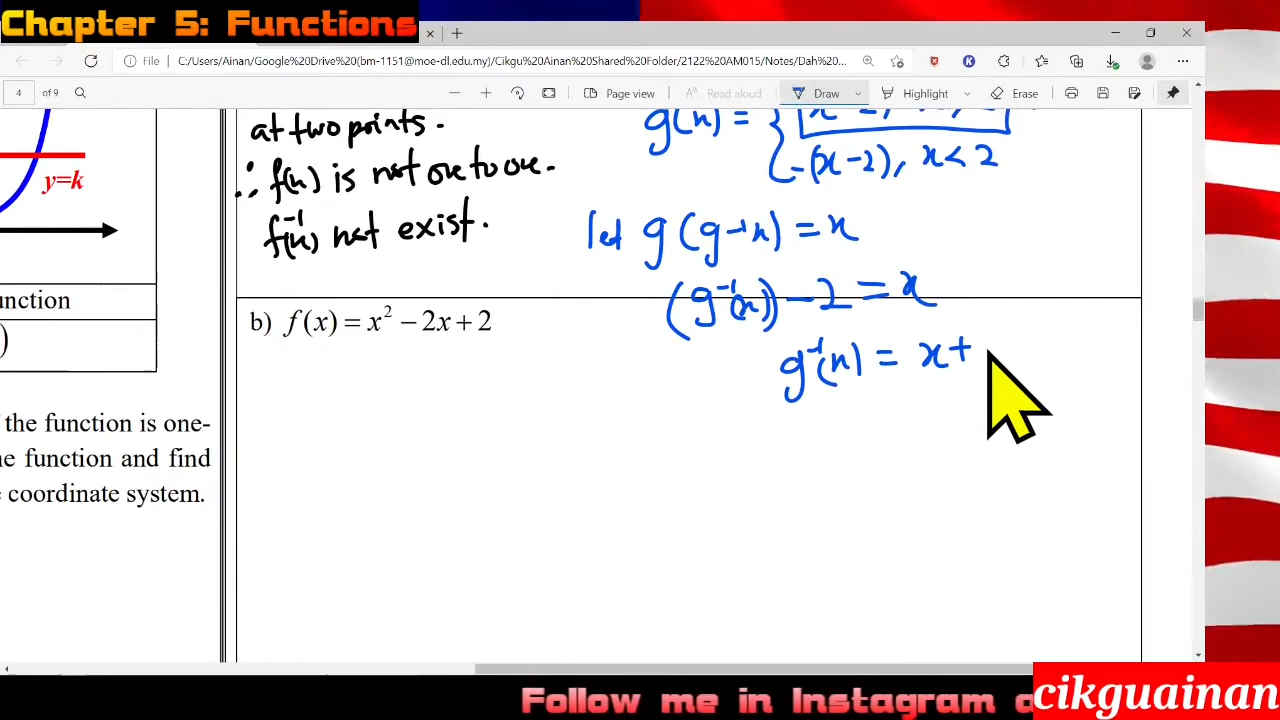 Chapter 5: Functions
File
C:/Users/Ainan/Google%20Drive%20(bm-1151@moe-dl.edu.my)/Cikgu%20Ainan%20Shared%20Folder/2122%20AM015/Notes/Dah%20...
4 of 9
Page view
Read aloud
Draw
Highlight
Erase
y=k
unction
)
f the function is one-
ne function and find
e coordinate system.
at two points.
∴ f(x) is not one to one.
f⁻¹(x) not exist.
g(x) =
-(x-2), x<2
let g(g-1x) = x
(g⁻¹(x)) - 2 = x
g⁻¹(x) = x+
b) f(x) = x² − 2x + 2
Follow me in Instagram a
cikguainan